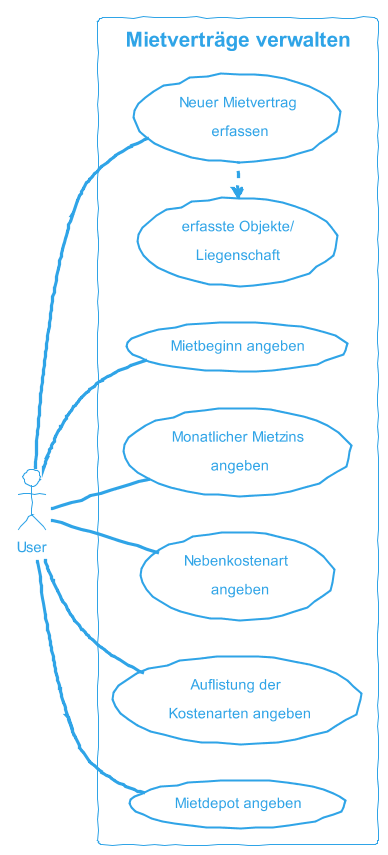 Mietverträge verwalten
Neuer Mietvertrag
erfassen
erfasste Objekte/
Liegenschaft
Mietbeginn angeben
Monatlicher Mietzins
angeben
User
Nebenkostenart
angeben
Auflistung der
Kostenarten angeben
Mietdepot angeben